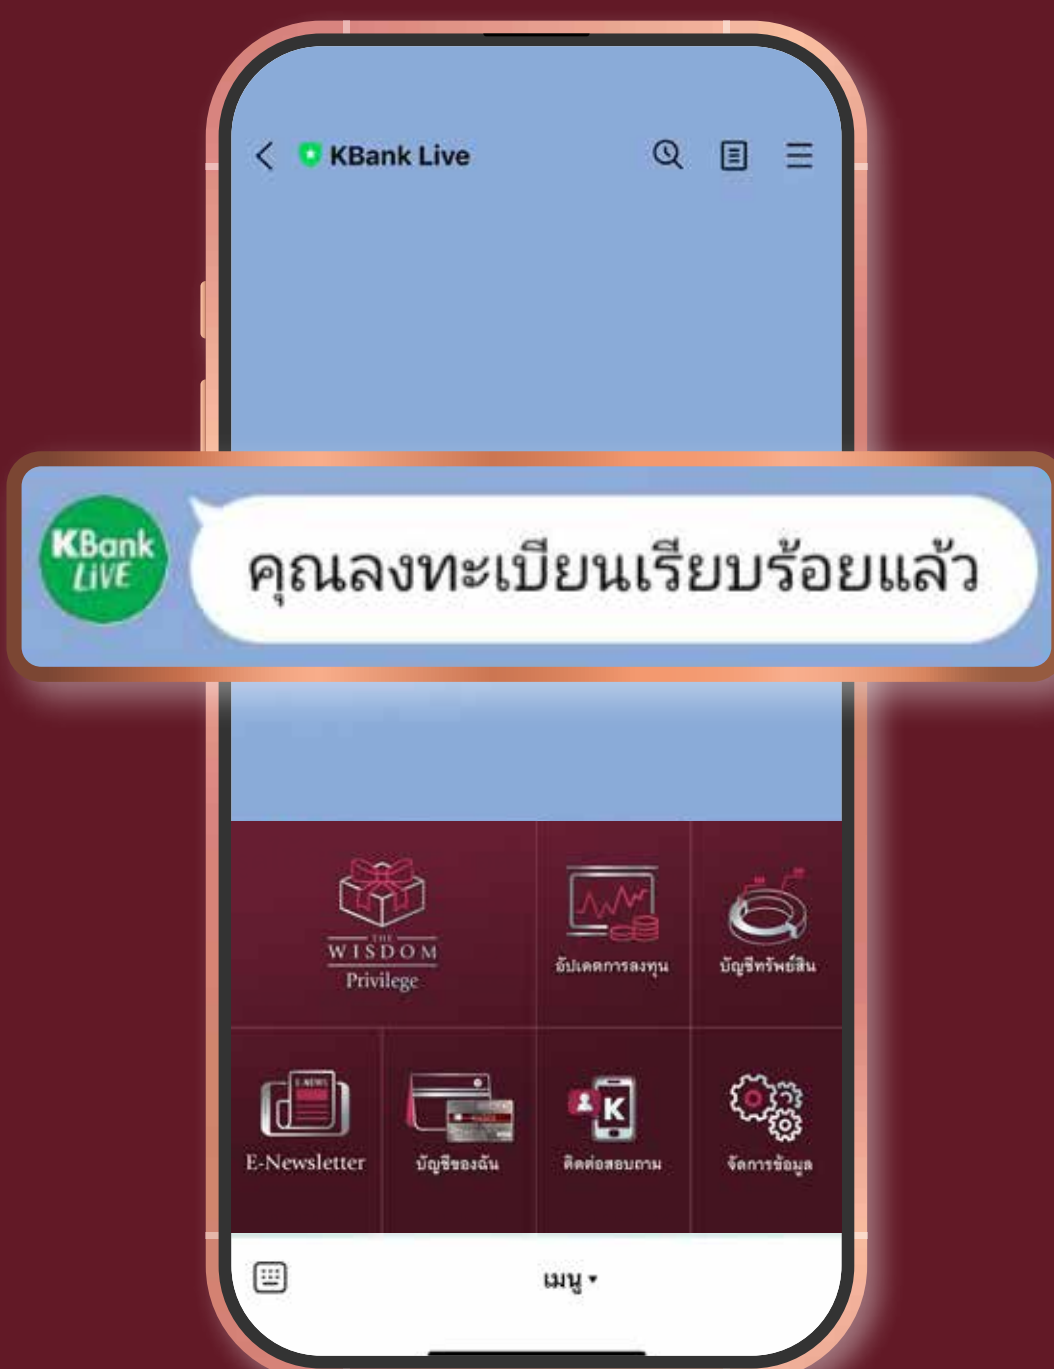 KBank Live
KBank
LiVE
คุณลงทะเบียนเรียบร้อยแล้ว
THE
WISDOM
Privilege
อัปเดตการลงทุน
บัญชีทรัพย์สิน
E-NEWS
E-Newsletter
บัญชีของฉัน
K
ติดต่อสอบถาม
จัดการข้อมูล
เมนู